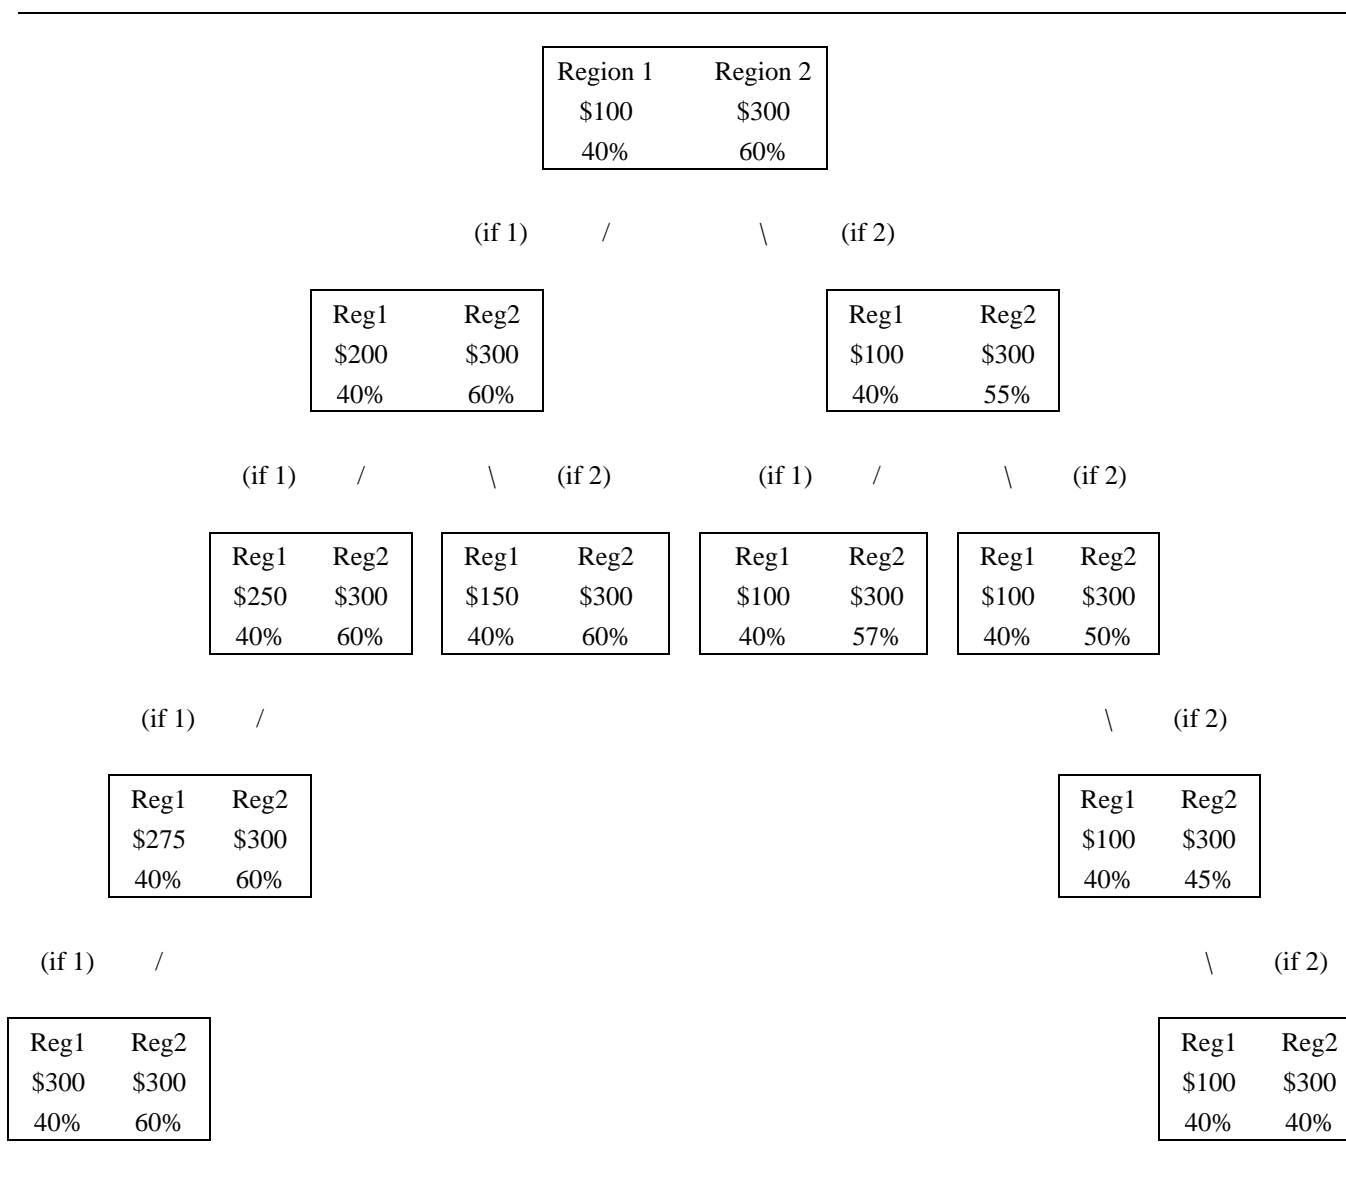 Region 1 Region 2
$100 $300
40% 60%
(if 1) / \ (if 2)
Reg1 Reg2 Reg1 Reg2
$200 $300 $100 $300
40% 60% 40% 55%
(if 1) / \ (if 2) (if 1) / \ (if 2)
Reg1 Reg2 Reg1 Reg2 Reg1 Reg2 Reg1 Reg2
$250 $300 $150 $300 $100 $300 $100 $300
40% 60% 40% 60% 40% 57% 40% 50%
(if 1) / \ (if 2)
Reg1 Reg2 Reg1 Reg2
$275 $300 $100 $300
40% 60% 40% 45%
(if 1) / \ (if 2)
Reg1 Reg2 Reg1 Reg2
$300 $300 $100 $300
40% 60% 40% 40%